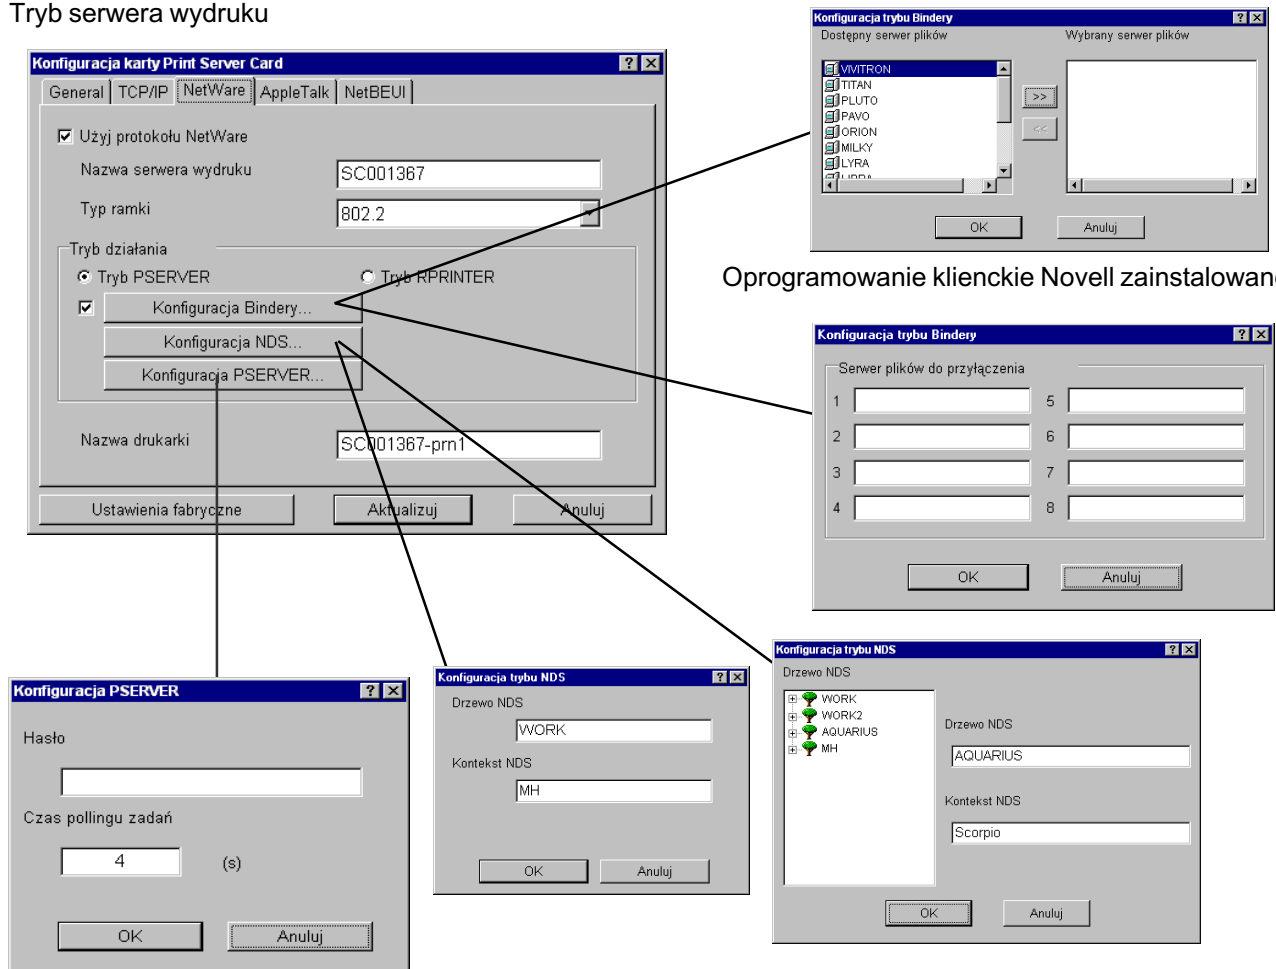 Tryb serwera wydruku
Konfiguracja karty Print Server Card
General TCP/IP NetWare AppleTalk NetBEUI
Użyj protokołu NetWare
Nazwa serwera wydruku SC001367
Typ ramki 802.2
Tryb działania
Tryb PSERVER Tryb RPRINTER
Konfiguracja Bindery...
Konfiguracja NDS...
Konfiguracja PSERVER...
Nazwa drukarki SC001367-prn1
Ustawienia fabryczne Aktualizuj Anuluj
Konfiguracja trybu Bindery
Dostępny serwer plików Wybrany serwer plików
VIVITRON
TITAN
PLUTO
PAVO
ORION
MILKY
LYRA
>>
<<
OK Anuluj
Oprogramowanie klienckie Novell zainstalowane
Konfiguracja trybu Bindery
Serwer plików do przyłączenia
1 5
2 6
3 7
4 8
OK Anuluj
Konfiguracja PSERVER
Hasło
Czas pollingu zadań
4 (s)
OK Anuluj
Konfiguracja trybu NDS
Drzewo NDS
WORK
Kontekst NDS
MH
OK Anuluj
Konfiguracja trybu NDS
Drzewo NDS
WORK
WORK2
AQUARIUS
MH
Drzewo NDS
AQUARIUS
Kontekst NDS
Scorpio
OK Anuluj